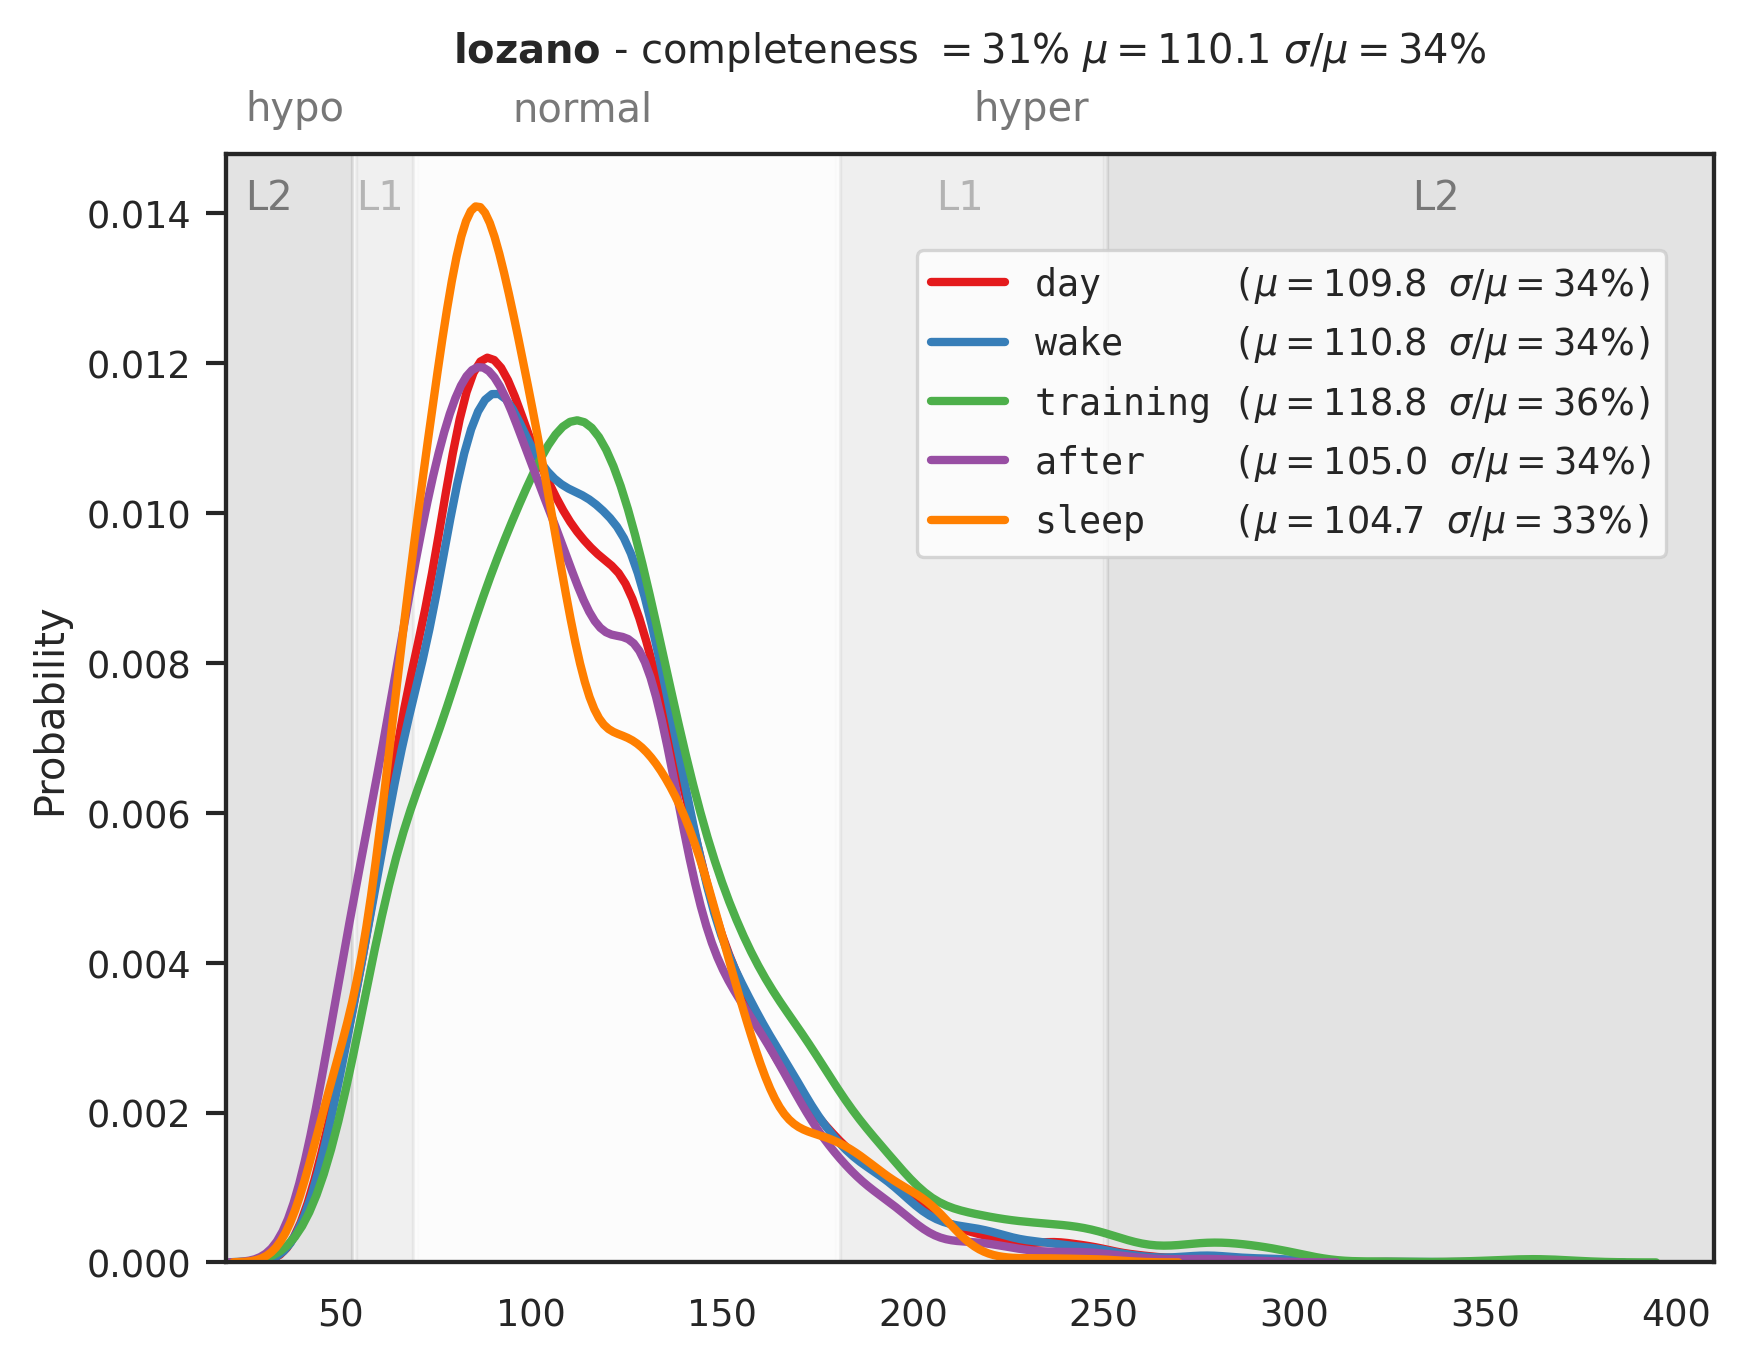 lozano - completeness = 31% μ = 110.1 σ/μ = 34%
hypo normal hyper
L2 L1 L1 L2
day (μ = 109.8 σ/μ = 34%)
wake (μ = 110.8 σ/μ = 34%)
training (μ = 118.8 σ/μ = 36%)
after (μ = 105.0 σ/μ = 34%)
sleep (μ = 104.7 σ/μ = 33%)
Probability
0.014
0.012
0.010
0.008
0.006
0.004
0.002
0.000
50 100 150 200 250 300 350 400